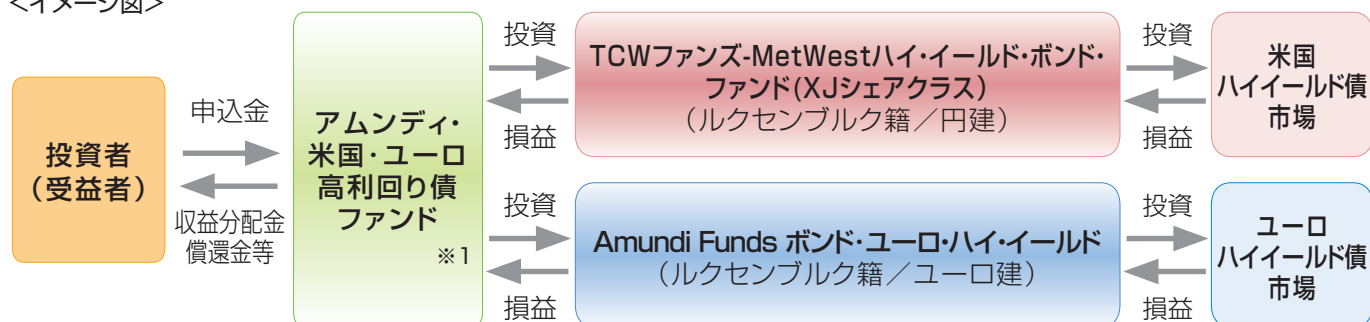 ＜イメージ図＞
投資者
（受益者）
申込金
収益分配金
償還金等
アムンディ・
米国・ユーロ
高利回り債
ファンド
※1
投資
損益
TCWファンズ-MetWestハイ・イールド・ボンド・
ファンド(XJシェアクラス)
（ルクセンブルク籍／円建）
投資
損益
米国
ハイイールド債
市場
投資
損益
Amundi Funds ボンド・ユーロ・ハイ・イールド
（ルクセンブルク籍／ユーロ建）
投資
損益
ユーロ
ハイイールド債
市場